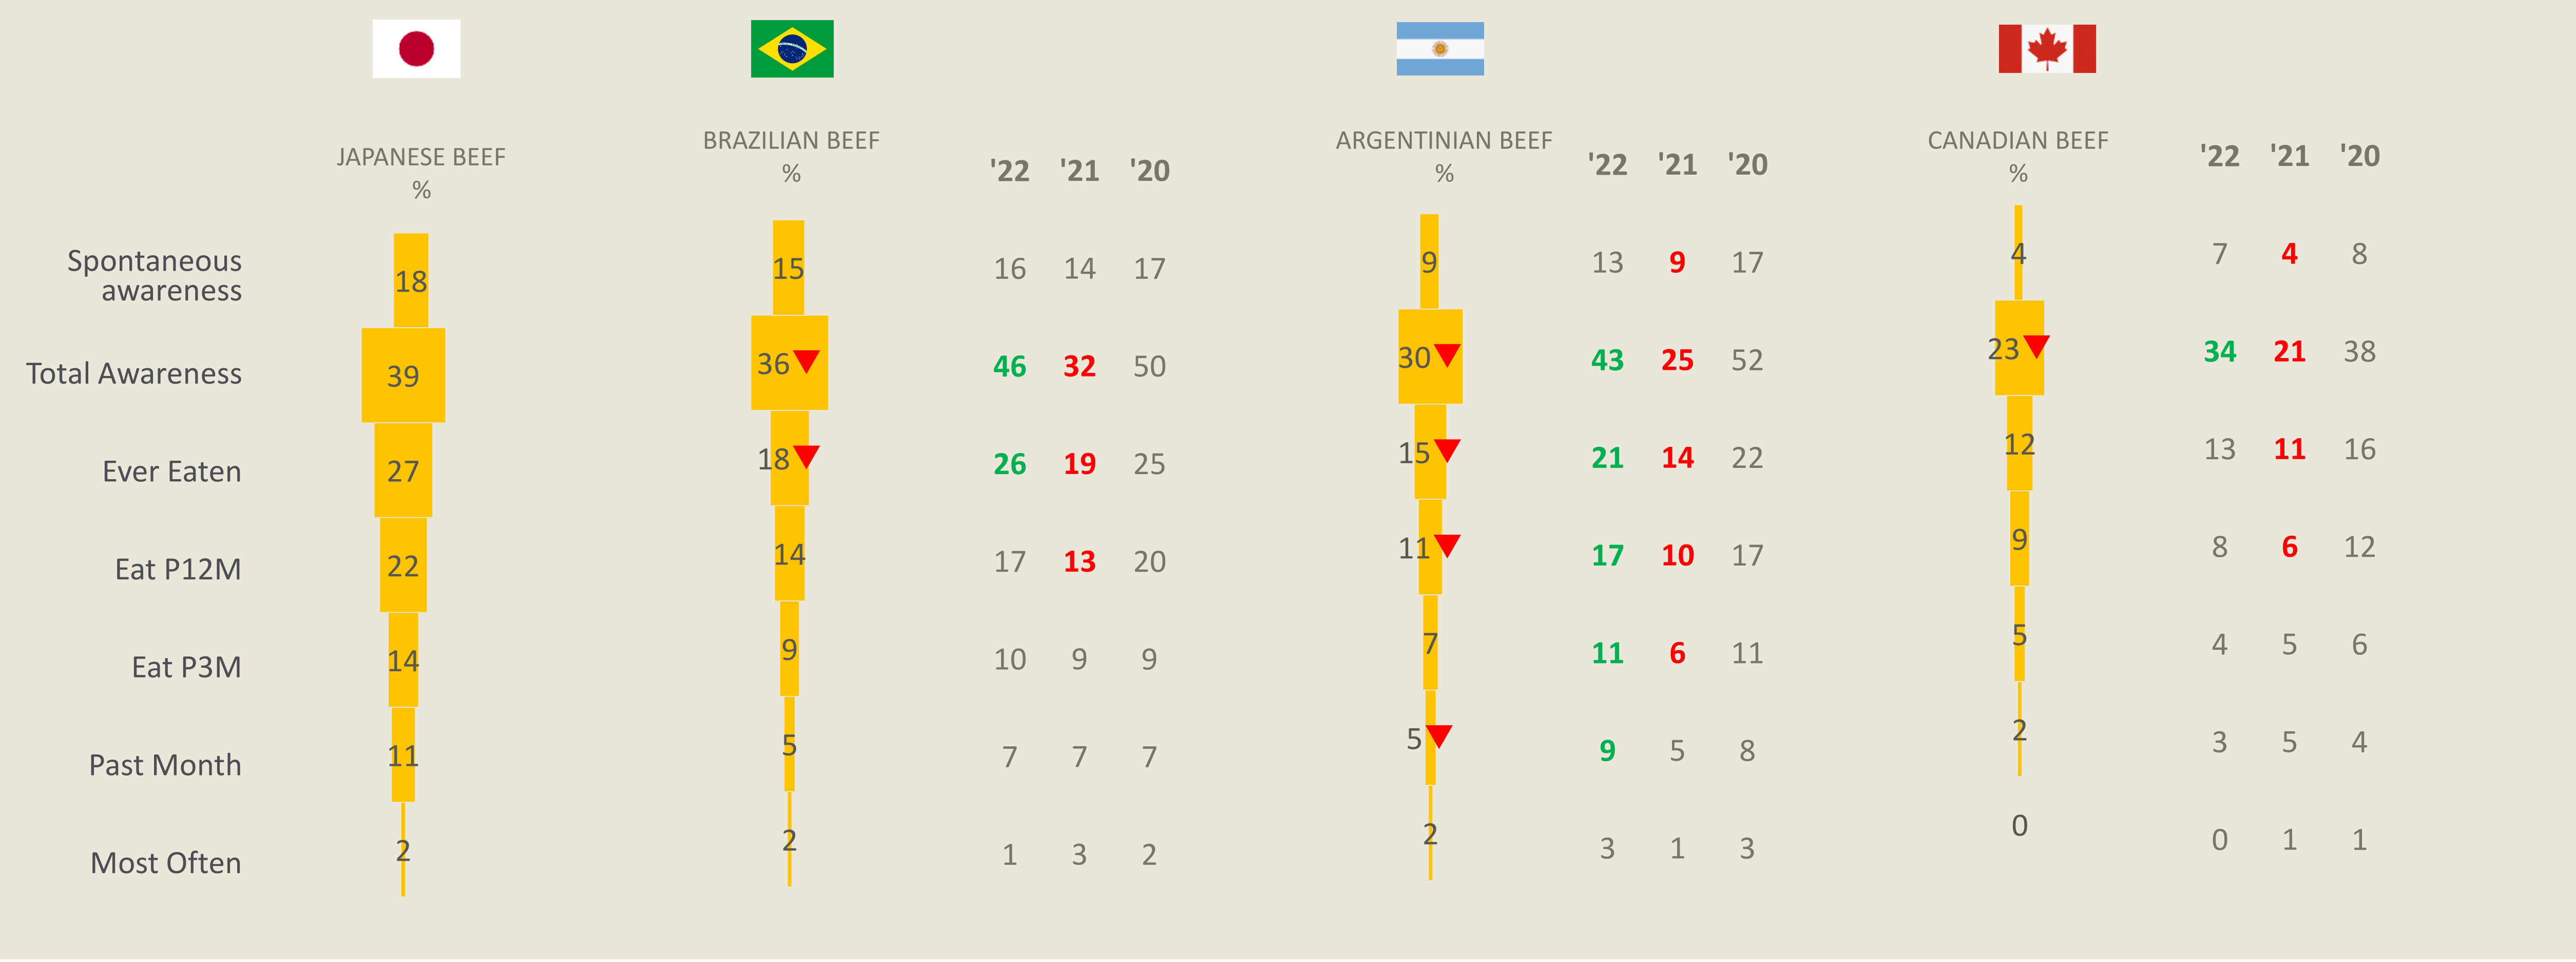 JAPANESE BEEF
%
BRAZILIAN BEEF
%
'22 '21 '20
ARGENTINIAN BEEF
%
'22 '21 '20
CANADIAN BEEF
%
'22 '21 '20
Spontaneous
awareness
18 15 16 14 17 9 13 9 17 4 7 4 8
Total Awareness 39 36 46 32 50 30 43 25 52 23 34 21 38
Ever Eaten 27 18 26 19 25 15 21 14 22 12 13 11 16
Eat P12M 22 14 17 13 20 11 17 10 17 9 8 6 12
Eat P3M 14 9 10 9 9 7 11 6 11 5 4 5 6
Past Month 11 5 7 7 7 5 9 5 8 2 3 5 4
Most Often 2 2 1 3 2 2 3 1 3 0 0 1 1